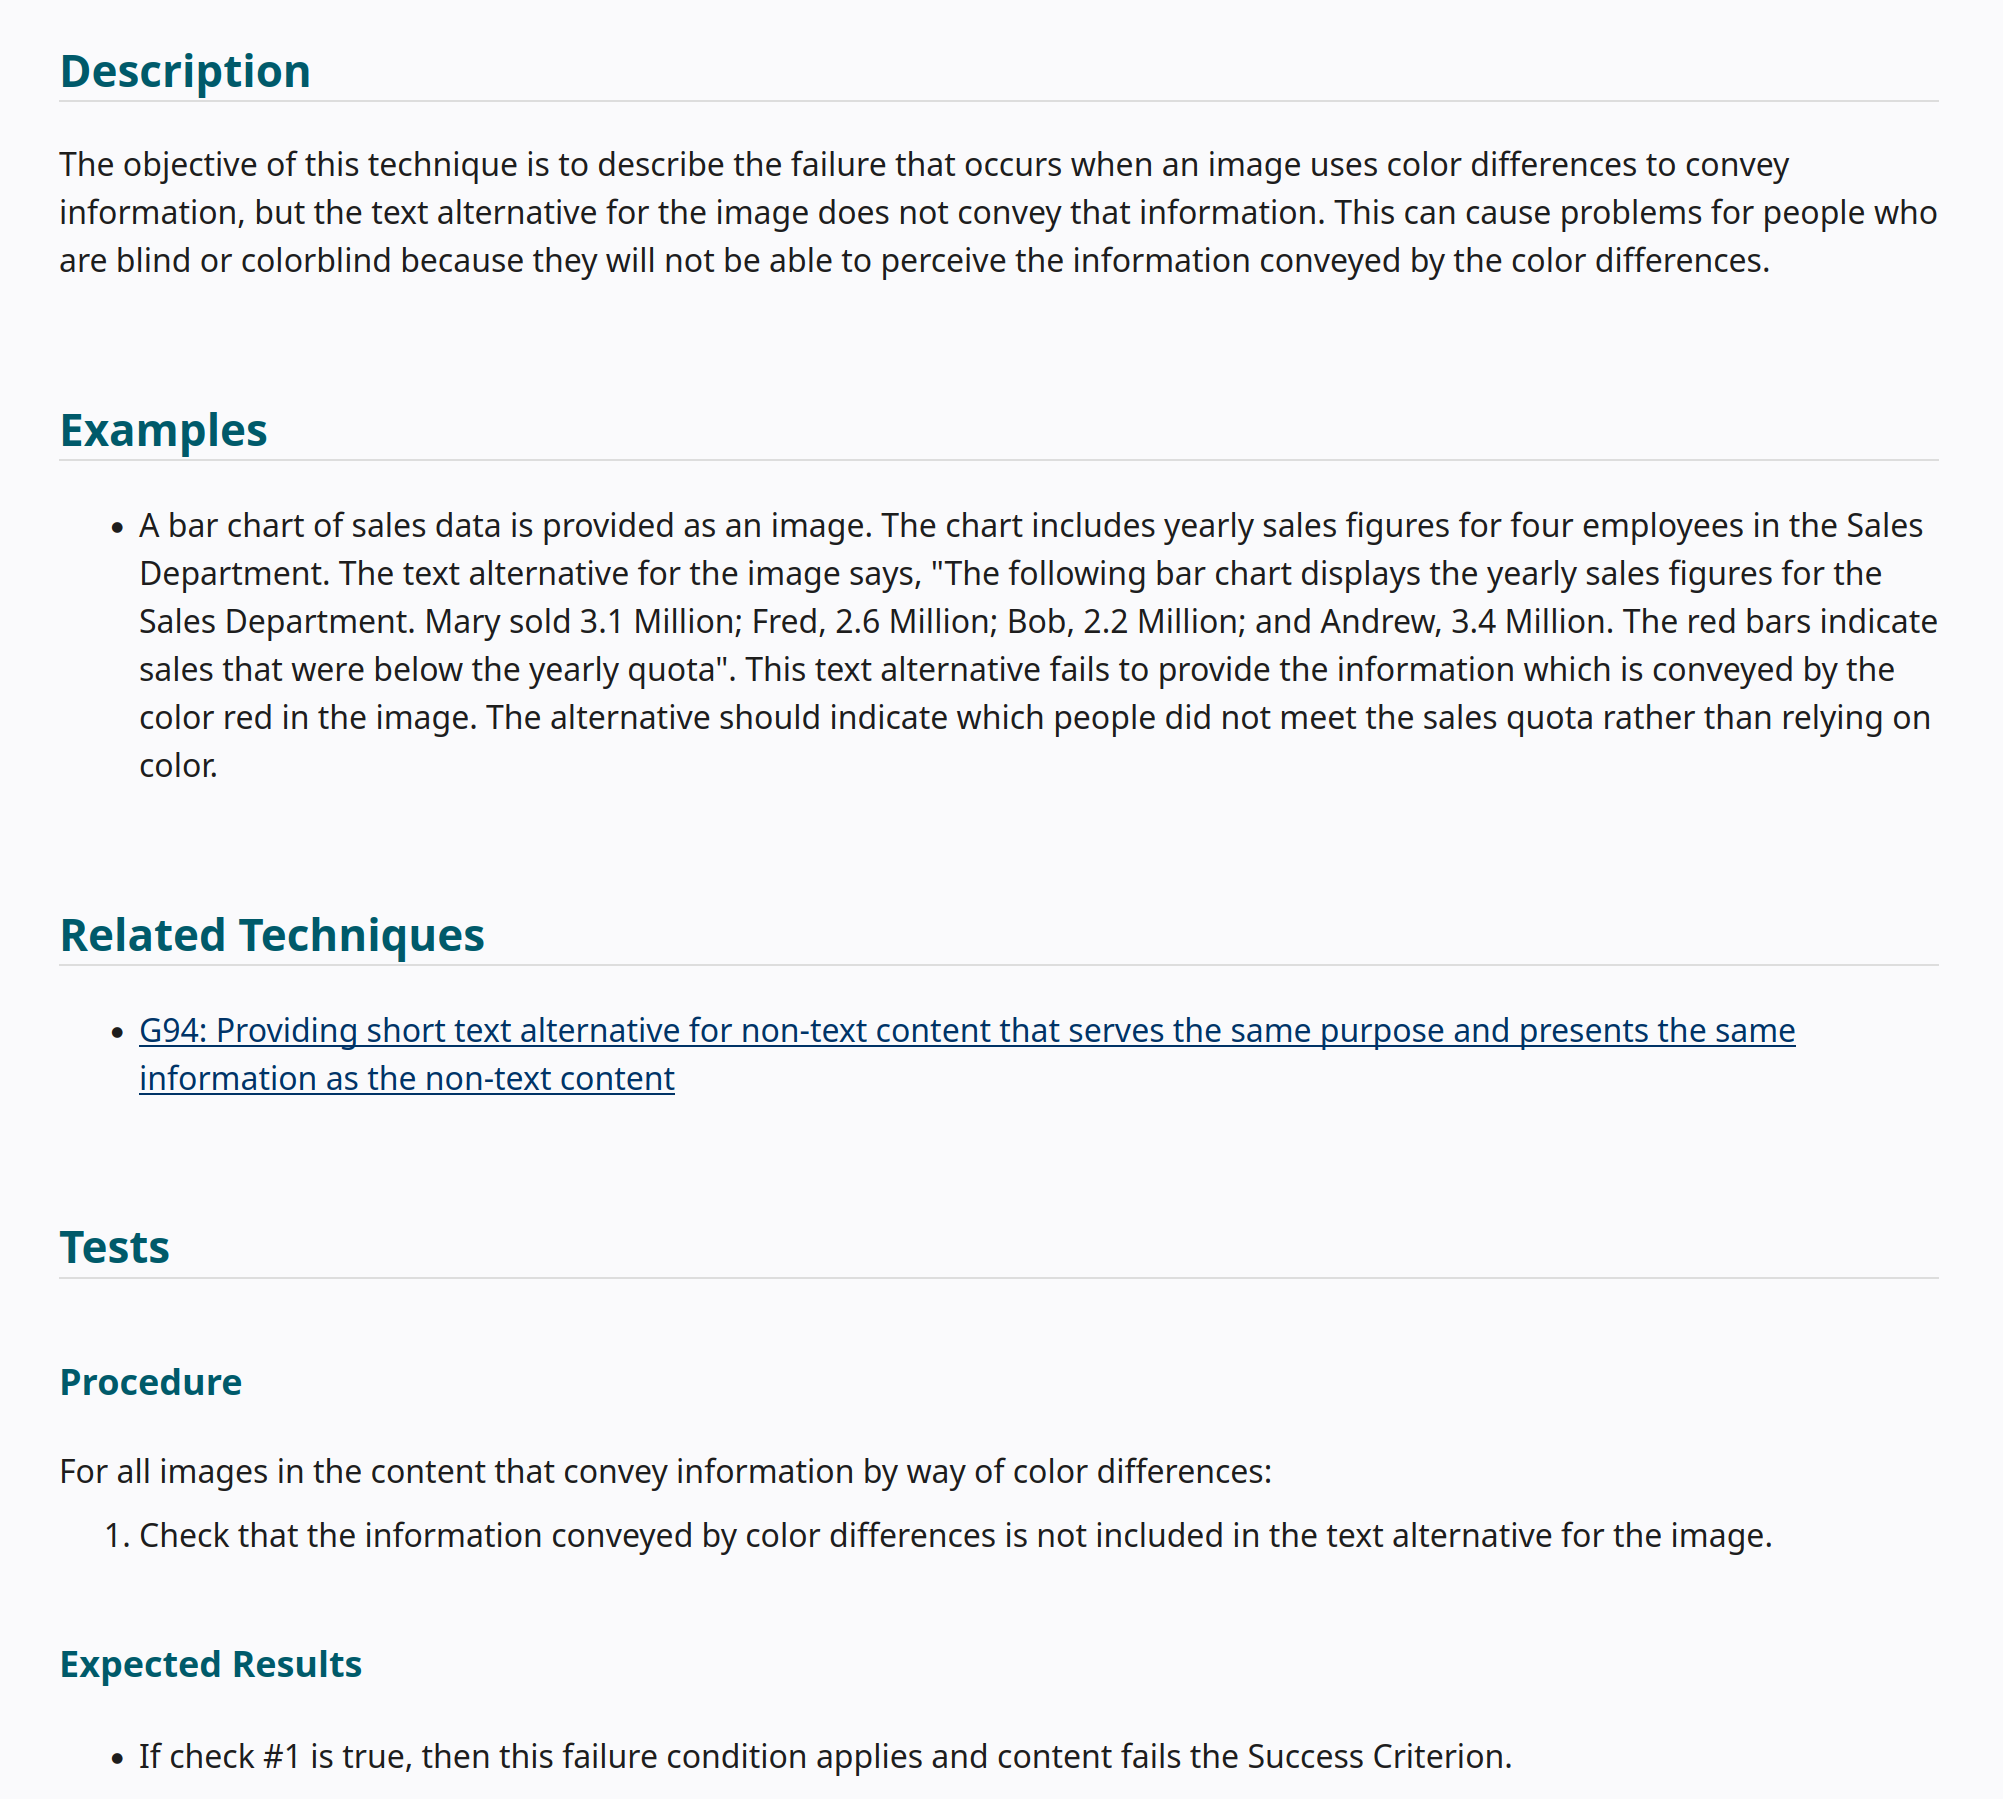 Description
The objective of this technique is to describe the failure that occurs when an image uses color differences to convey
information, but the text alternative for the image does not convey that information. This can cause problems for people who
are blind or colorblind because they will not be able to perceive the information conveyed by the color differences.
Examples
• A bar chart of sales data is provided as an image. The chart includes yearly sales figures for four employees in the Sales
Department. The text alternative for the image says, "The following bar chart displays the yearly sales figures for the
Sales Department. Mary sold 3.1 Million; Fred, 2.6 Million; Bob, 2.2 Million; and Andrew, 3.4 Million. The red bars indicate
sales that were below the yearly quota". This text alternative fails to provide the information which is conveyed by the
color red in the image. The alternative should indicate which people did not meet the sales quota rather than relying on
color.
Related Techniques
• G94: Providing short text alternative for non-text content that serves the same purpose and presents the same
information as the non-text content
Tests
Procedure
For all images in the content that convey information by way of color differences:
1. Check that the information conveyed by color differences is not included in the text alternative for the image.
Expected Results
• If check #1 is true, then this failure condition applies and content fails the Success Criterion.